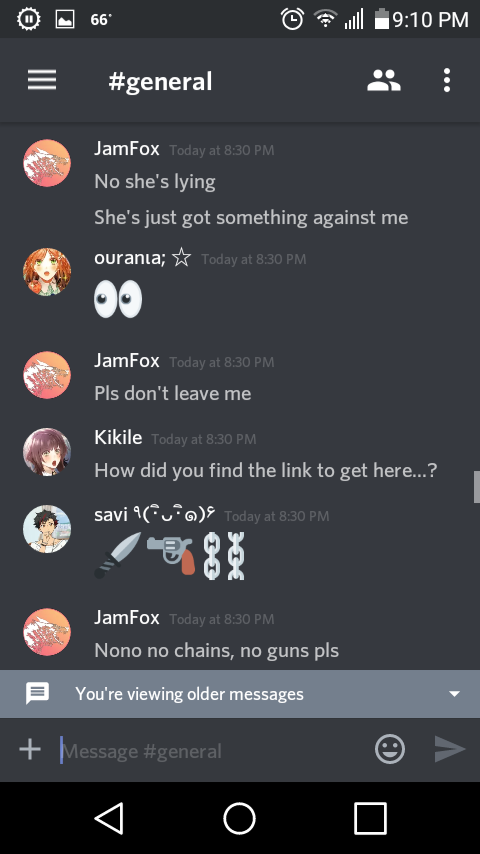 66°
9:10 PM
#general
JamFox Today at 8:30 PM
No she's lying
She's just got something against me
ouranιa; ☆ Today at 8:30 PM
👀
JamFox Today at 8:30 PM
Pls don't leave me
Kikile Today at 8:30 PM
How did you find the link to get here...?
savi Today at 8:30 PM
🔪🔫⛓⛓
JamFox Today at 8:30 PM
Nono no chains, no guns pls
You're viewing older messages
Message #general